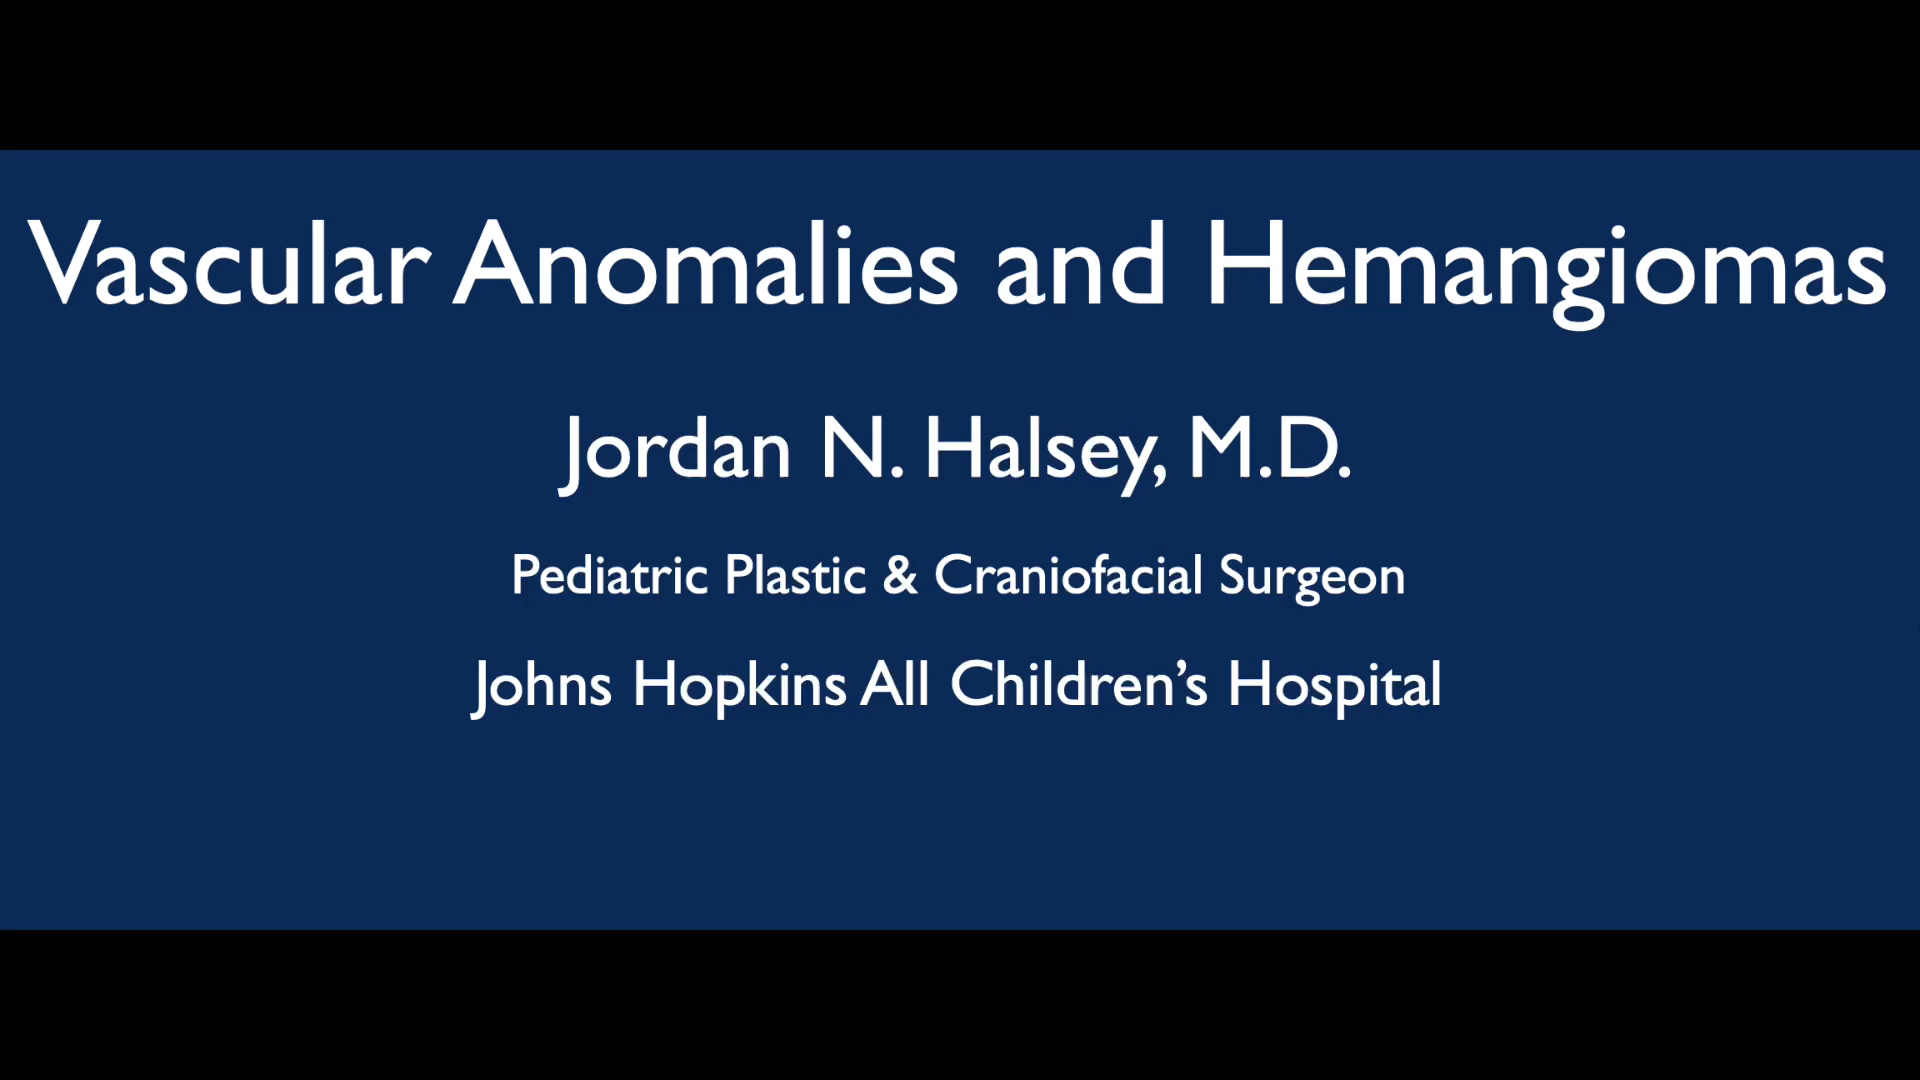 Vascular Anomalies and Hemangiomas
Jordan N. Halsey, M.D.
Pediatric Plastic & Craniofacial Surgeon
Johns Hopkins All Children’s Hospital